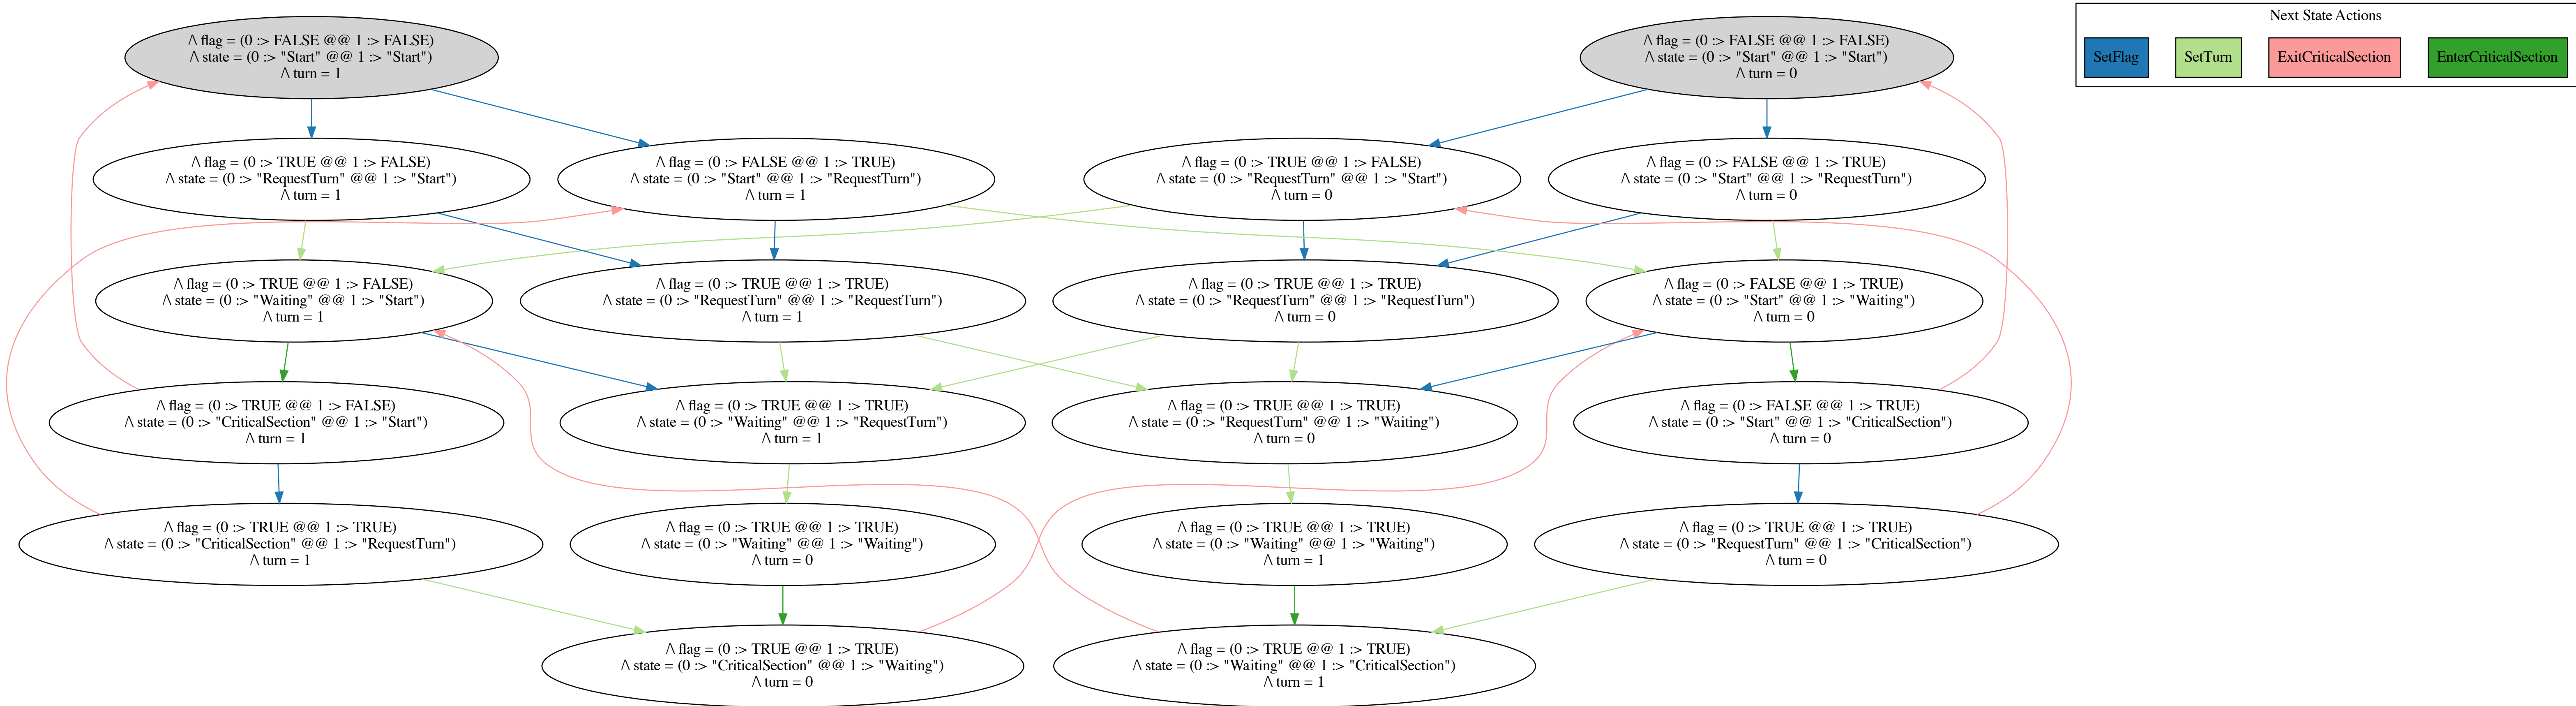 /\ flag = (0 :> FALSE @@ 1 :> FALSE)
/\ state = (0 :> "Start" @@ 1 :> "Start")
/\ turn = 1
/\ flag = (0 :> FALSE @@ 1 :> FALSE)
/\ state = (0 :> "Start" @@ 1 :> "Start")
/\ turn = 0
Next State Actions
SetFlag
SetTurn
ExitCriticalSection
EnterCriticalSection
/\ flag = (0 :> TRUE @@ 1 :> FALSE)
/\ state = (0 :> "RequestTurn" @@ 1 :> "Start")
/\ turn = 1
/\ flag = (0 :> FALSE @@ 1 :> TRUE)
/\ state = (0 :> "Start" @@ 1 :> "RequestTurn")
/\ turn = 1
/\ flag = (0 :> TRUE @@ 1 :> FALSE)
/\ state = (0 :> "RequestTurn" @@ 1 :> "Start")
/\ turn = 0
/\ flag = (0 :> FALSE @@ 1 :> TRUE)
/\ state = (0 :> "Start" @@ 1 :> "RequestTurn")
/\ turn = 0
/\ flag = (0 :> TRUE @@ 1 :> FALSE)
/\ state = (0 :> "Waiting" @@ 1 :> "Start")
/\ turn = 1
/\ flag = (0 :> TRUE @@ 1 :> TRUE)
/\ state = (0 :> "RequestTurn" @@ 1 :> "RequestTurn")
/\ turn = 1
/\ flag = (0 :> TRUE @@ 1 :> TRUE)
/\ state = (0 :> "RequestTurn" @@ 1 :> "RequestTurn")
/\ turn = 0
/\ flag = (0 :> FALSE @@ 1 :> TRUE)
/\ state = (0 :> "Start" @@ 1 :> "Waiting")
/\ turn = 0
/\ flag = (0 :> TRUE @@ 1 :> FALSE)
/\ state = (0 :> "CriticalSection" @@ 1 :> "Start")
/\ turn = 1
/\ flag = (0 :> TRUE @@ 1 :> TRUE)
/\ state = (0 :> "Waiting" @@ 1 :> "RequestTurn")
/\ turn = 1
/\ flag = (0 :> TRUE @@ 1 :> TRUE)
/\ state = (0 :> "RequestTurn" @@ 1 :> "Waiting")
/\ turn = 0
/\ flag = (0 :> FALSE @@ 1 :> TRUE)
/\ state = (0 :> "Start" @@ 1 :> "CriticalSection")
/\ turn = 0
/\ flag = (0 :> TRUE @@ 1 :> TRUE)
/\ state = (0 :> "CriticalSection" @@ 1 :> "RequestTurn")
/\ turn = 1
/\ flag = (0 :> TRUE @@ 1 :> TRUE)
/\ state = (0 :> "Waiting" @@ 1 :> "Waiting")
/\ turn = 0
/\ flag = (0 :> TRUE @@ 1 :> TRUE)
/\ state = (0 :> "Waiting" @@ 1 :> "Waiting")
/\ turn = 1
/\ flag = (0 :> TRUE @@ 1 :> TRUE)
/\ state = (0 :> "RequestTurn" @@ 1 :> "CriticalSection")
/\ turn = 0
/\ flag = (0 :> TRUE @@ 1 :> TRUE)
/\ state = (0 :> "CriticalSection" @@ 1 :> "Waiting")
/\ turn = 0
/\ flag = (0 :> TRUE @@ 1 :> TRUE)
/\ state = (0 :> "Waiting" @@ 1 :> "CriticalSection")
/\ turn = 1